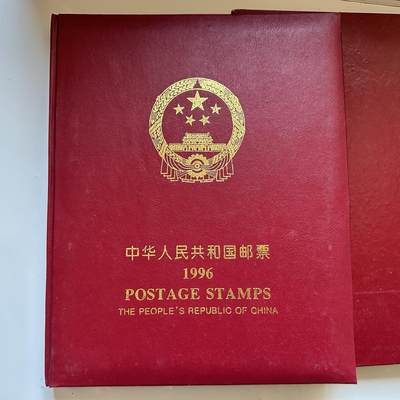 中华人民共和国邮票
1996
POSTAGE STAMPS
THE PEOPLE'S REPUBLIC OF CHINA